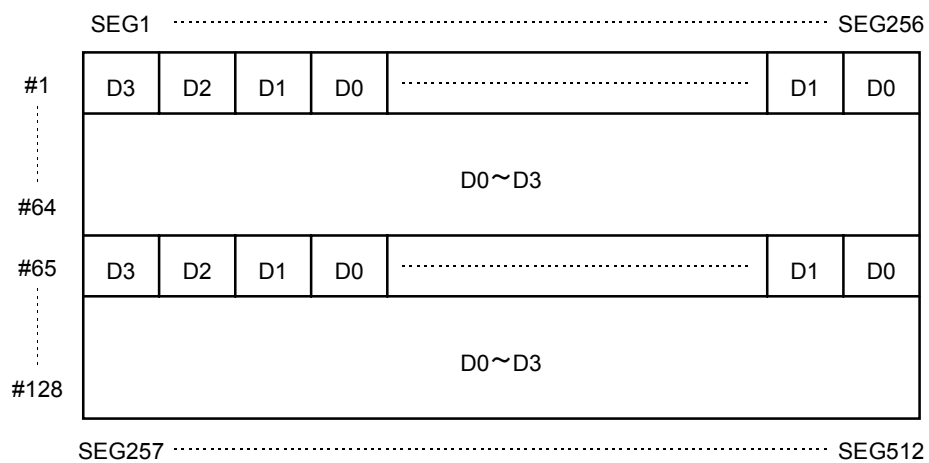 SEG1 SEG256
#1 D3 D2 D1 D0 D1 D0
D0～D3
#64
#65 D3 D2 D1 D0 D1 D0
D0～D3
#128
SEG257 SEG512